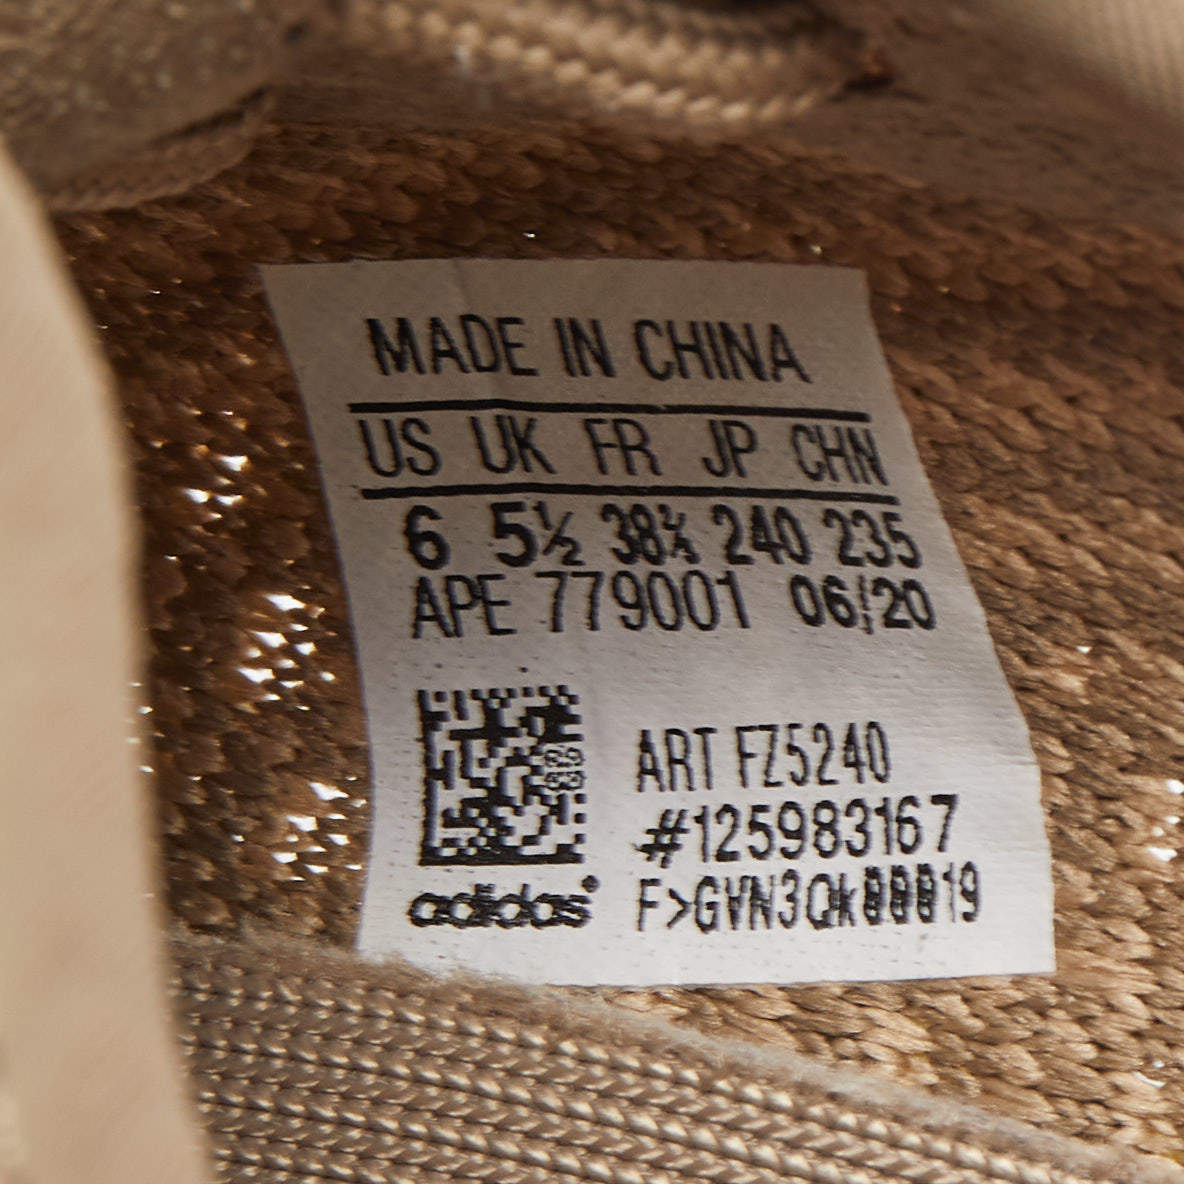 MADE IN CHINA
US UK FR JP CHN
6 5½ 38⅔ 240 235
APE 779001 06/20
ART FZ5240
#125983167
adidas®